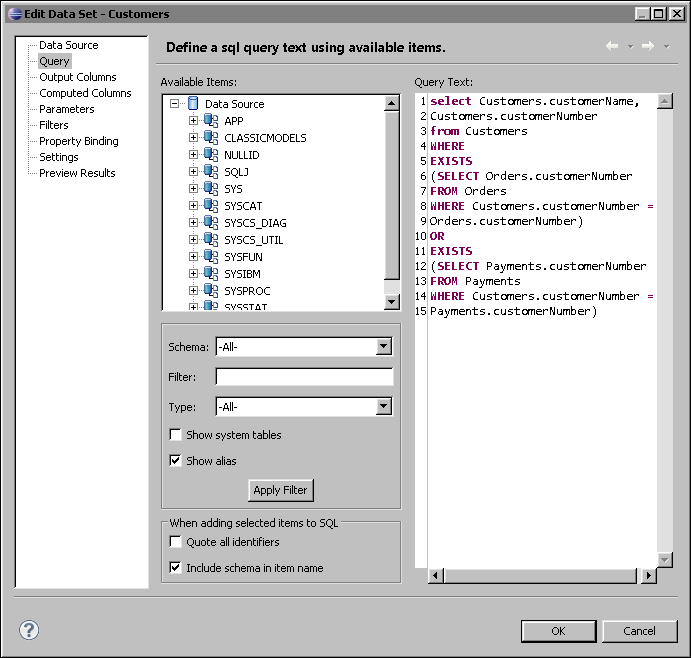 Edit Data Set - Customers
Data Source
Query
Output Columns
Computed Columns
Parameters
Filters
Property Binding
Settings
Preview Results
Define a sql query text using available items.
Available Items:
Data Source
APP
CLASSICMODELS
NULLID
SQLJ
SYS
SYSCAT
SYSCS_DIAG
SYSCS_UTIL
SYSFUN
SYSIBM
SYSPROC
SYSSTAT
Schema: -All-
Filter:
Type: -All-
Show system tables
Show alias
Apply Filter
When adding selected items to SQL
Quote all identifiers
Include schema in item name
Query Text:
1 select Customers.customerName,
2 Customers.customerNumber
3 from Customers
4 WHERE
5 EXISTS
6 (SELECT Orders.customerNumber
7 FROM Orders
8 WHERE Customers.customerNumber =
9 Orders.customerNumber)
10 OR
11 EXISTS
12 (SELECT Payments.customerNumber
13 FROM Payments
14 WHERE Customers.customerNumber =
15 Payments.customerNumber)
?
OK
Cancel